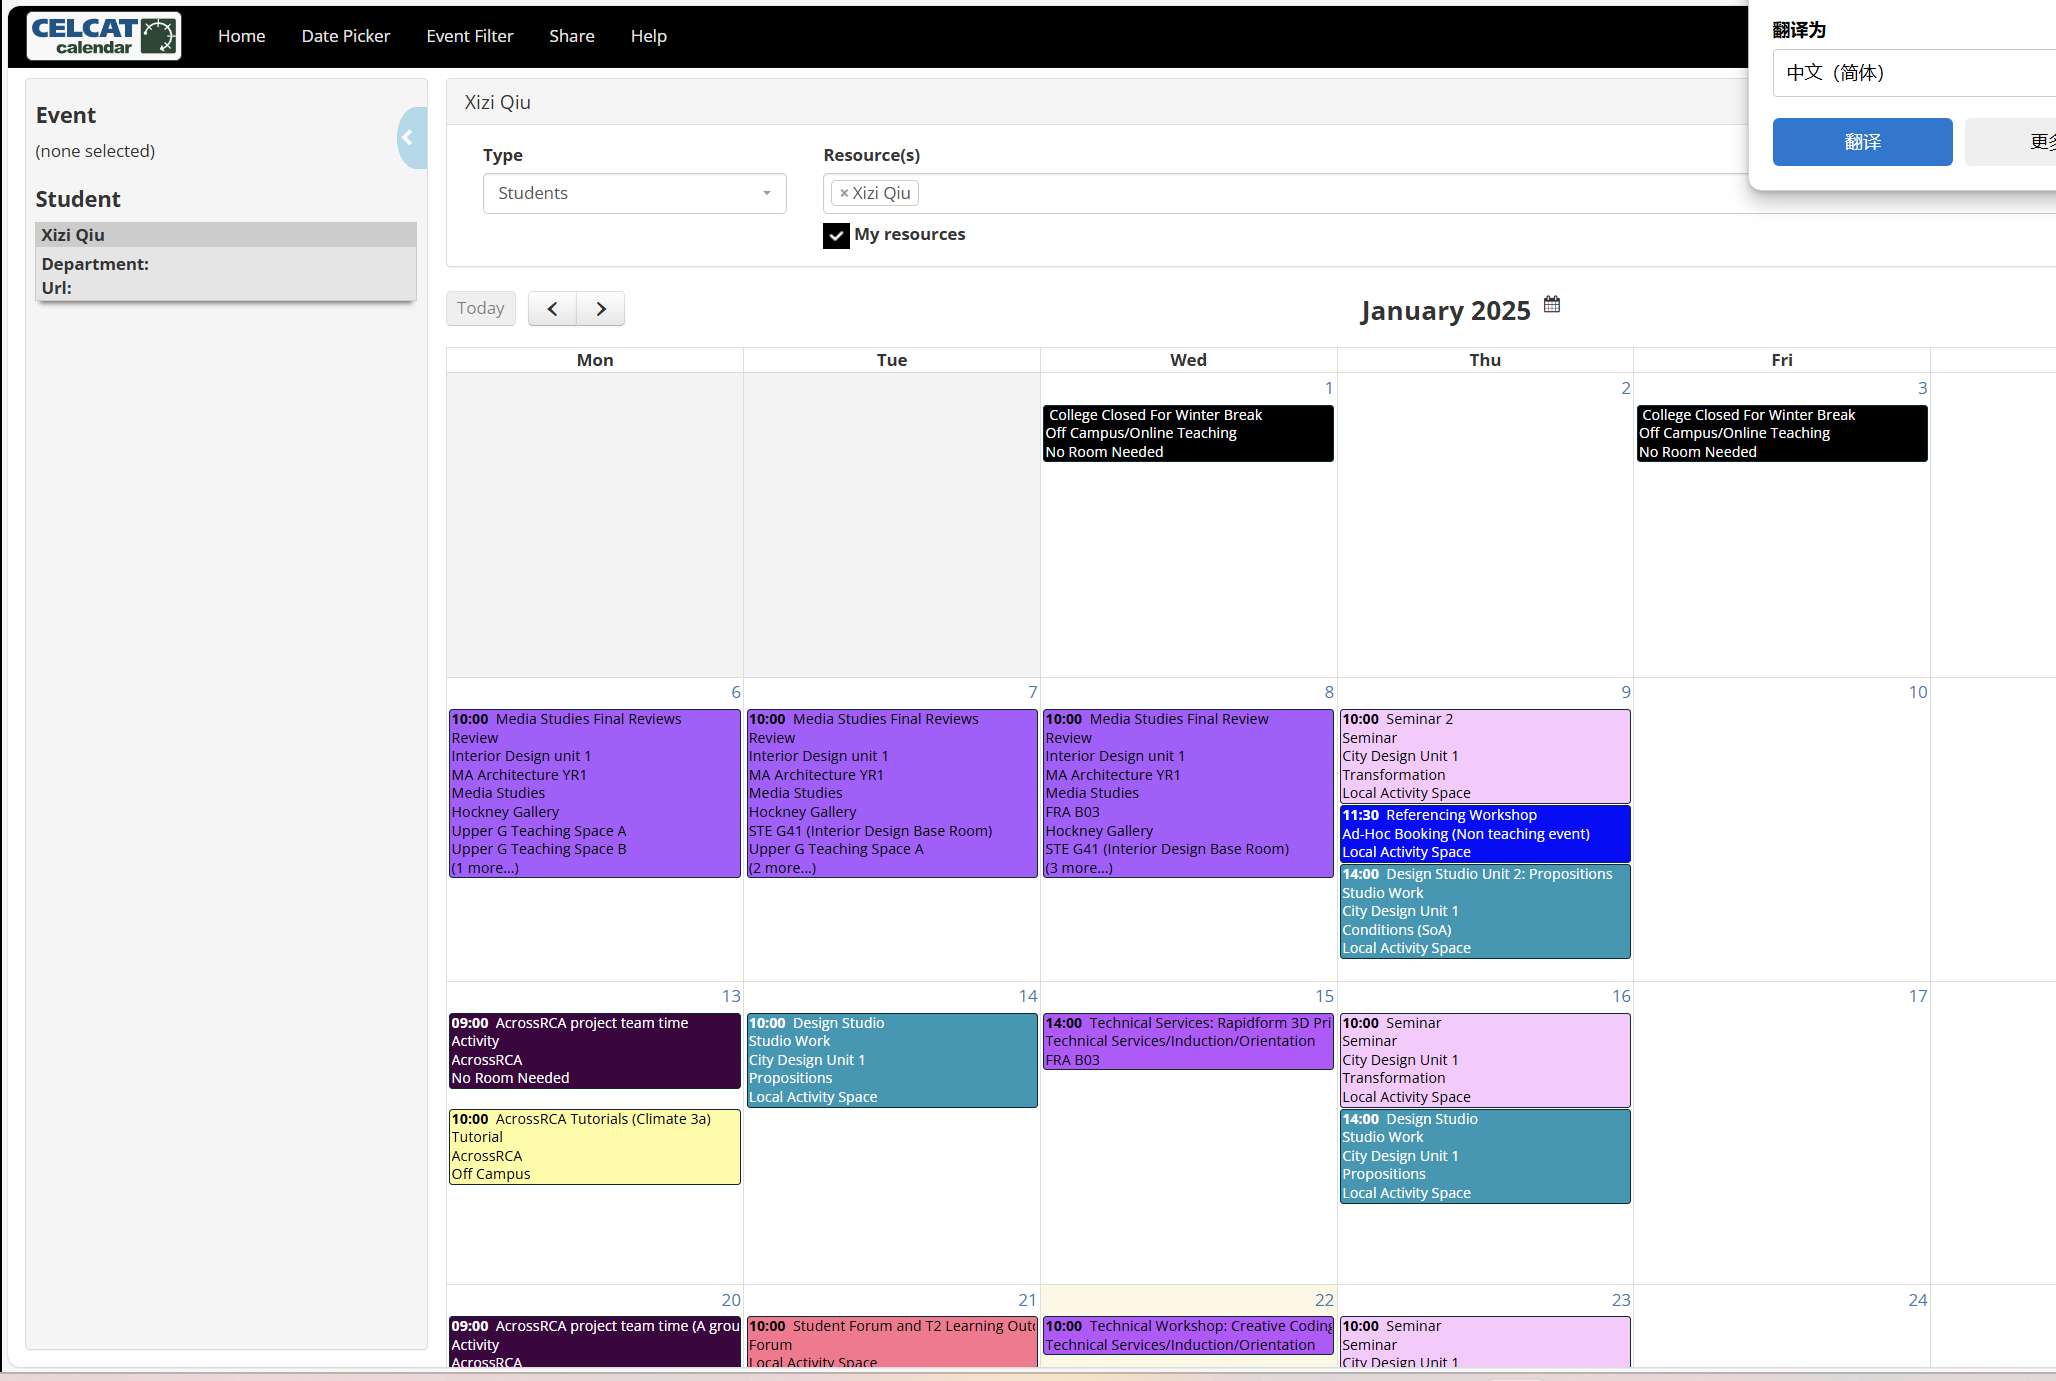 CELCAT
calendar
Home
Date Picker
Event Filter
Share
Help
翻译为
中文（简体）
翻译
Event
(none selected)
Student
Xizi Qiu
Department:
Url:
Xizi Qiu
Type
Students
Resource(s)
× Xizi Qiu
My resources
Today
January 2025
Mon
Tue
Wed
Thu
Fri
1
College Closed For Winter Break
Off Campus/Online Teaching
No Room Needed
2
3
College Closed For Winter Break
Off Campus/Online Teaching
No Room Needed
6
10:00 Media Studies Final Reviews
Review
Interior Design unit 1
MA Architecture YR1
Media Studies
Hockney Gallery
Upper G Teaching Space A
Upper G Teaching Space B
(1 more...)
7
10:00 Media Studies Final Reviews
Review
Interior Design unit 1
MA Architecture YR1
Media Studies
Hockney Gallery
STE G41 (Interior Design Base Room)
Upper G Teaching Space A
(2 more...)
8
10:00 Media Studies Final Review
Review
Interior Design unit 1
MA Architecture YR1
Media Studies
FRA B03
Hockney Gallery
STE G41 (Interior Design Base Room)
(3 more...)
9
10:00 Seminar 2
Seminar
City Design Unit 1
Transformation
Local Activity Space
11:30 Referencing Workshop
Ad-Hoc Booking (Non teaching event)
Local Activity Space
14:00 Design Studio Unit 2: Propositions
Studio Work
City Design Unit 1
Conditions (SoA)
Local Activity Space
10
13
09:00 AcrossRCA project team time
Activity
AcrossRCA
No Room Needed
10:00 AcrossRCA Tutorials (Climate 3a)
Tutorial
AcrossRCA
Off Campus
14
10:00 Design Studio
Studio Work
City Design Unit 1
Propositions
Local Activity Space
15
14:00 Technical Services: Rapidform 3D Pri
Technical Services/Induction/Orientation
FRA B03
16
10:00 Seminar
Seminar
City Design Unit 1
Transformation
Local Activity Space
14:00 Design Studio
Studio Work
City Design Unit 1
Propositions
Local Activity Space
17
20
09:00 AcrossRCA project team time (A grou
Activity
AcrossRCA
21
10:00 Student Forum and T2 Learning Outc
Forum
Local Activity Space
22
10:00 Technical Workshop: Creative Coding
Technical Services/Induction/Orientation
23
10:00 Seminar
Seminar
City Design Unit 1
24